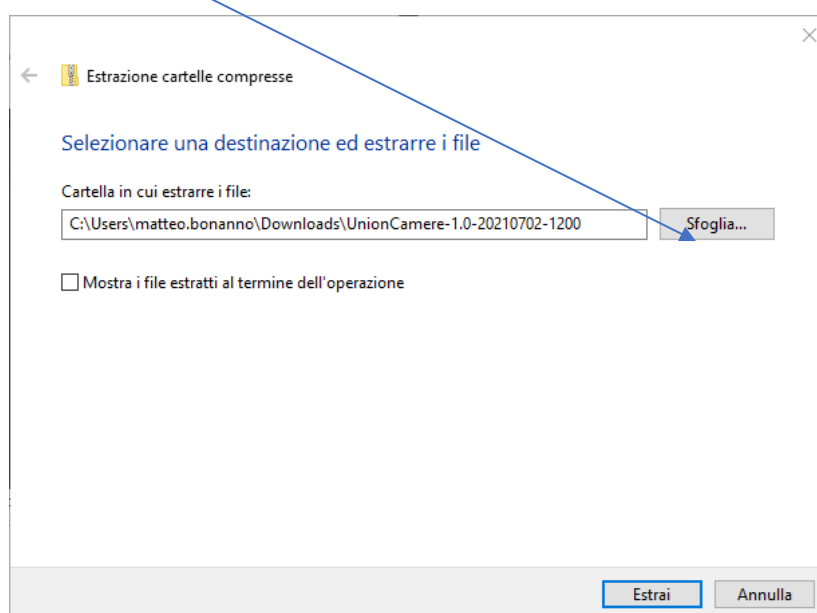 Estrazione cartelle compresse
Selezionare una destinazione ed estrarre i file
Cartella in cui estrarre i file:
C:\Users\matteo.bonanno\Downloads\UnionCamere-1.0-20210702-1200
Sfoglia...
Mostra i file estratti al termine dell'operazione
Estrai
Annulla